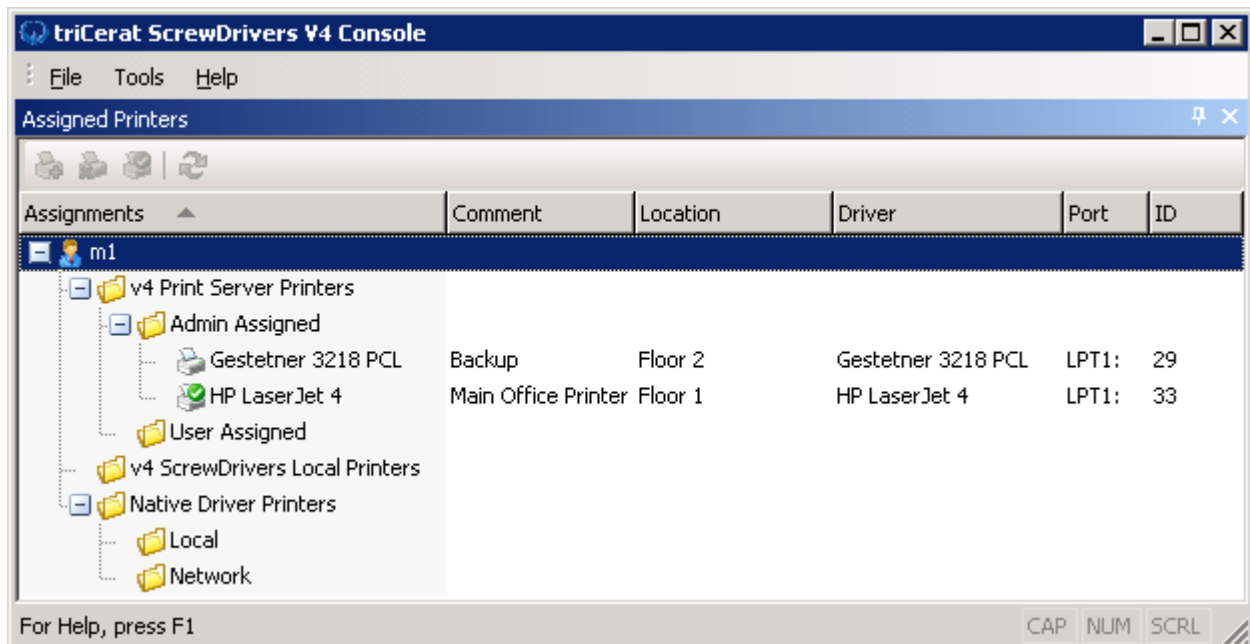 triCerat ScrewDrivers V4 Console
File Tools Help
Assigned Printers
Assignments Comment Location Driver Port ID
m1
v4 Print Server Printers
Admin Assigned
Gestetner 3218 PCL Backup Floor 2 Gestetner 3218 PCL LPT1: 29
HP LaserJet 4 Main Office Printer Floor 1 HP LaserJet 4 LPT1: 33
User Assigned
v4 ScrewDrivers Local Printers
Native Driver Printers
Local
Network
For Help, press F1 CAP NUM SCRL